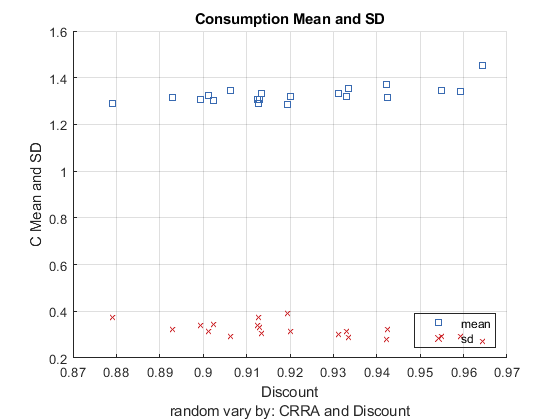 Consumption Mean and SD
C Mean and SD
1.6
1.4
1.2
1
0.8
0.6
0.4
0.2
mean
sd
0.87 0.88 0.89 0.9 0.91 0.92 0.93 0.94 0.95 0.96 0.97
Discount
random vary by: CRRA and Discount